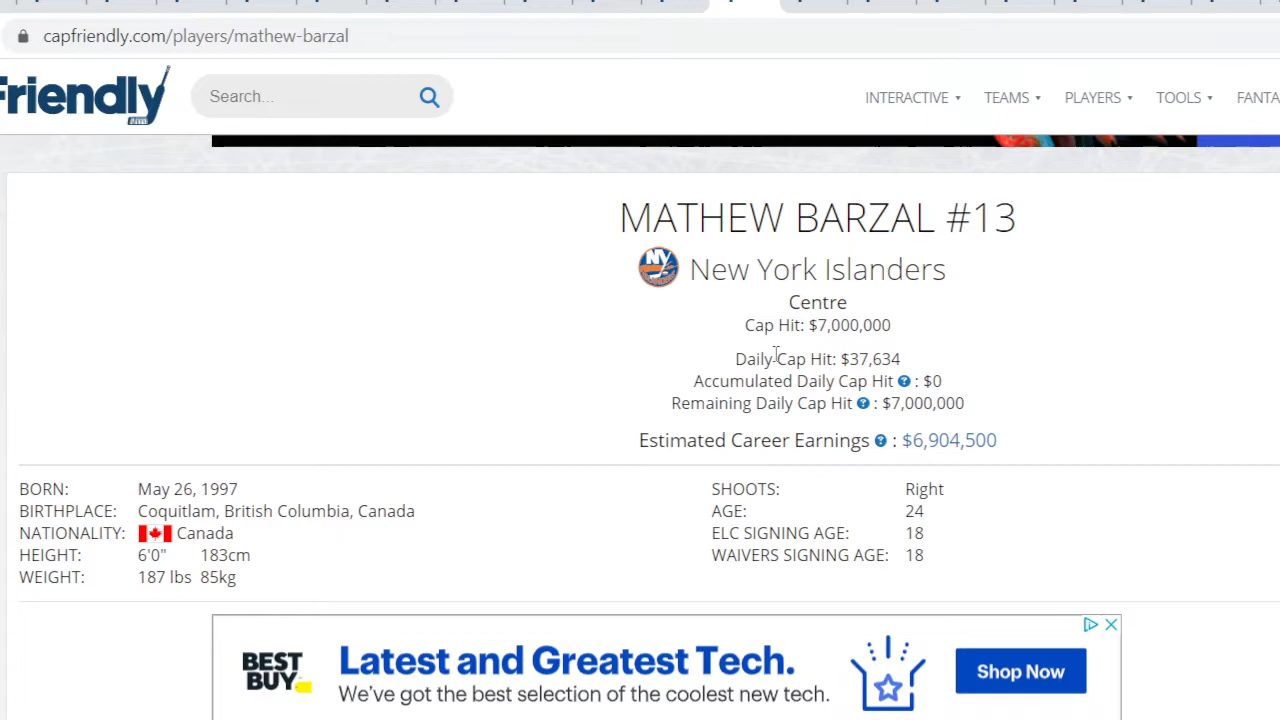 capfriendly.com/players/mathew-barzal
Friendly
Search...
INTERACTIVE
TEAMS
PLAYERS
TOOLS
FANTA
MATHEW BARZAL #13
NY
New York Islanders
Centre
Cap Hit: $7,000,000
Daily Cap Hit: $37,634
Accumulated Daily Cap Hit ? : $0
Remaining Daily Cap Hit ? : $7,000,000
Estimated Career Earnings ? : $6,904,500
BORN: May 26, 1997
BIRTHPLACE: Coquitlam, British Columbia, Canada
NATIONALITY: Canada
HEIGHT: 6'0" 183cm
WEIGHT: 187 lbs 85kg
SHOOTS: Right
AGE: 24
ELC SIGNING AGE: 18
WAIVERS SIGNING AGE: 18
BEST
BUY
Latest and Greatest Tech.
We've got the best selection of the coolest new tech.
Shop Now